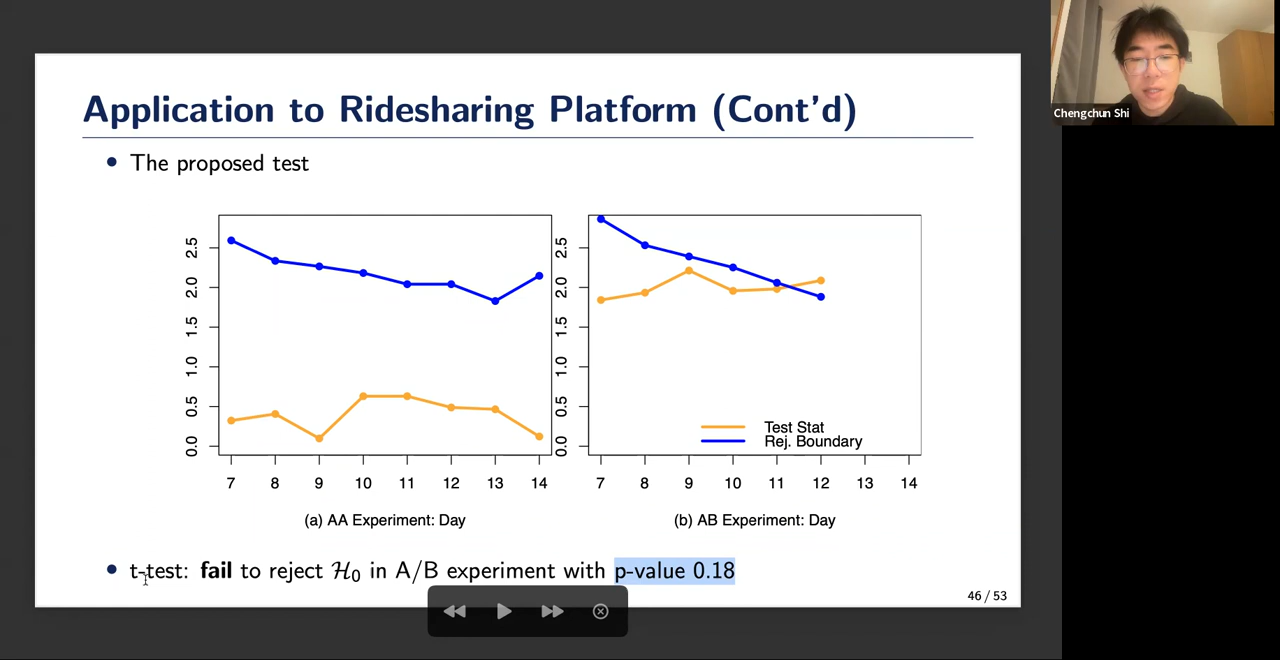 Application to Ridesharing Platform (Cont'd)
• The proposed test
2.5
2.0
1.5
1.0
0.5
0.0
7 8 9 10 11 12 13 14
(a) AA Experiment: Day
2.5
2.0
1.5
1.0
0.5
0.0
Test Stat
Rej. Boundary
7 8 9 10 11 12 13 14
(b) AB Experiment: Day
• t-test: fail to reject ℋ₀ in A/B experiment with p-value 0.18
46 / 53
Chengchun Shi